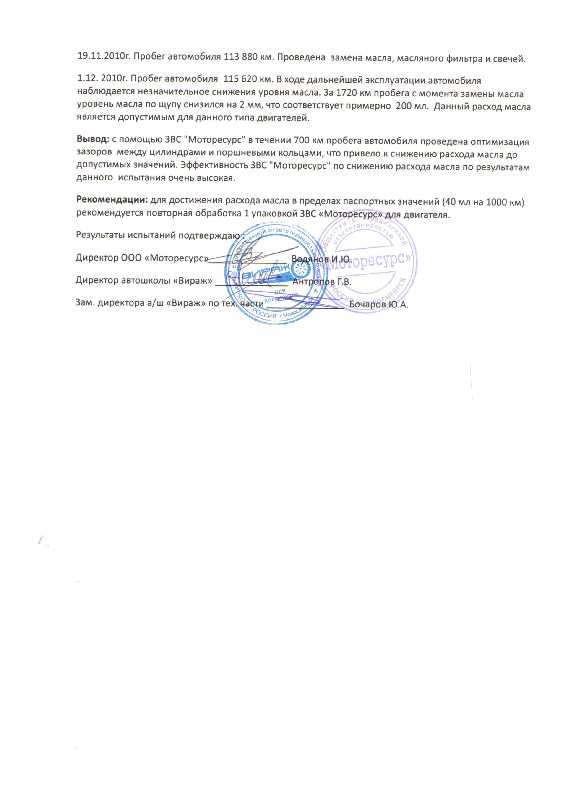 19.11.2010г. Пробег автомобиля 113 880 км. Проведена замена масла, масляного фильтра и свечей.
1.12. 2010г. Пробег автомобиля 115 620 км. В ходе дальнейшей эксплуатации автомобиля
наблюдается незначительное снижения уровня масла. За 1720 км пробега с момента замены масла
уровень масла по щупу снизился на 2 мм, что соответствует примерно 200 мл. Данный расход масла
является допустимым для данного типа двигателей.
Вывод: с помощью ЗВС "Моторесурс" в течении 700 км пробега автомобиля проведена оптимизация
зазоров между цилиндрами и поршневыми кольцами, что привело к снижению расхода масла до
допустимых значений. Эффективность ЗВС "Моторесурс" по снижению расхода масла по результатам
данного испытания очень высокая.
Рекомендации: для достижения расхода масла в пределах паспортных значений (40 мл на 1000 км)
рекомендуется повторная обработка 1 упаковкой ЗВС «Моторесурс» для двигателя.
Результаты испытаний подтверждаю:
Директор ООО «Моторесурс» Водянов И.Ю.
Директор автошколы «Вираж» Антропов Г.В.
Зам. директора а/ш «Вираж» по тех. части Бочаров Ю.А.
ВИРАЖ
для
документов
РОССИЯ
ограниченной
ответственностью
«Моторесурс»